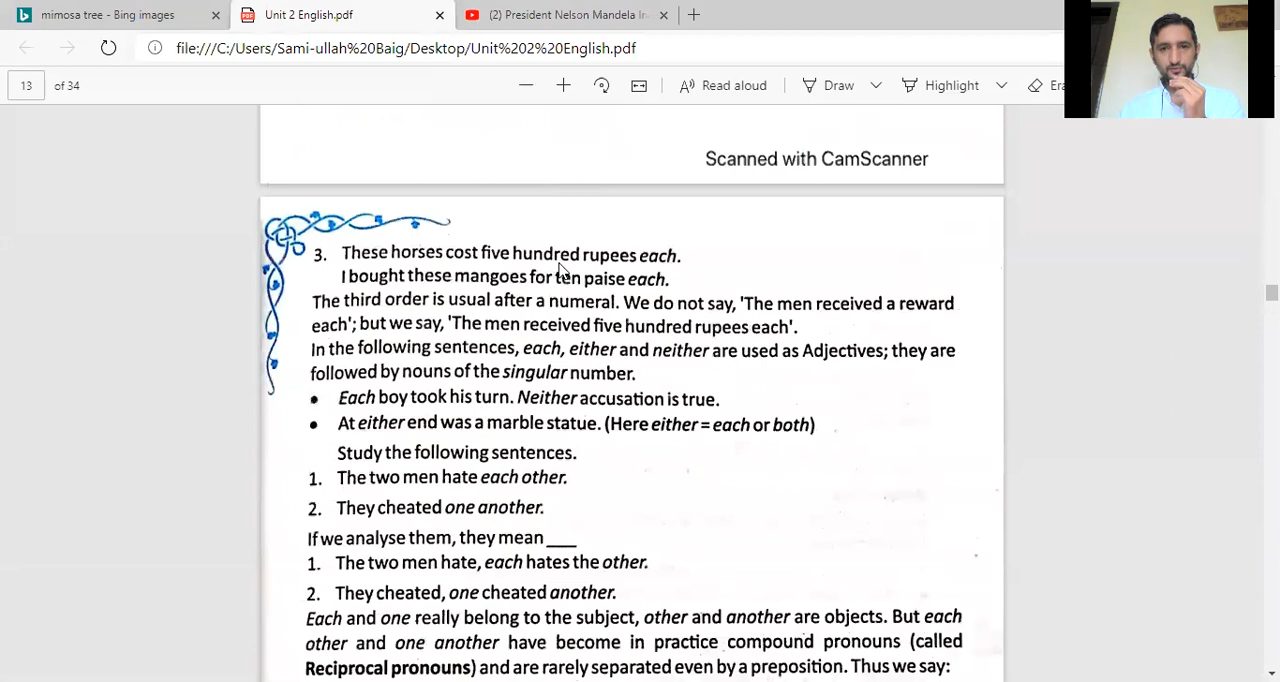 mimosa tree - Bing images
Unit 2 English.pdf
(2) President Nelson Mandela In
file:///C:/Users/Sami-ullah%20Baig/Desktop/Unit%202%20English.pdf
13 of 34
Read aloud
Draw
Highlight
Era
Scanned with CamScanner
3. These horses cost five hundred rupees each.
I bought these mangoes for ten paise each.
The third order is usual after a numeral. We do not say, 'The men received a reward
each'; but we say, 'The men received five hundred rupees each'.
In the following sentences, each, either and neither are used as Adjectives; they are
followed by nouns of the singular number.
• Each boy took his turn. Neither accusation is true.
• At either end was a marble statue. (Here either = each or both)
Study the following sentences.
1. The two men hate each other.
2. They cheated one another.
If we analyse them, they mean ___
1. The two men hate, each hates the other.
2. They cheated, one cheated another.
Each and one really belong to the subject, other and another are objects. But each
other and one another have become in practice compound pronouns (called
Reciprocal pronouns) and are rarely separated even by a preposition. Thus we say: